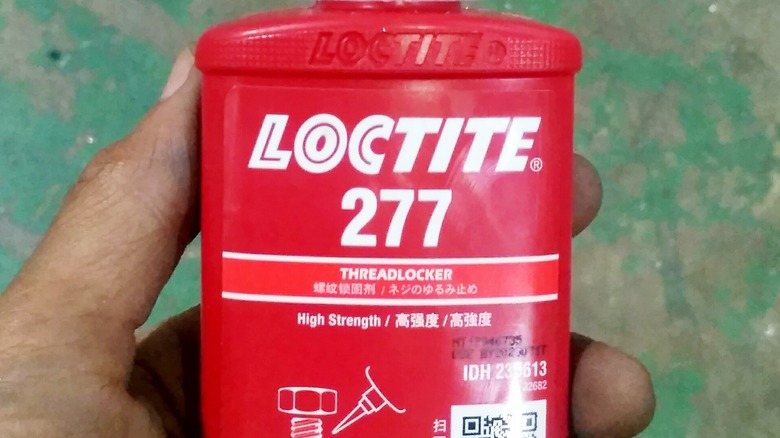 LOCTITE®
LOCTITE®
277
THREADLOCKER
螺纹锁固剂 / ネジのゆるみ止め
High Strength / 高强度 / 高強度
IDH
扫